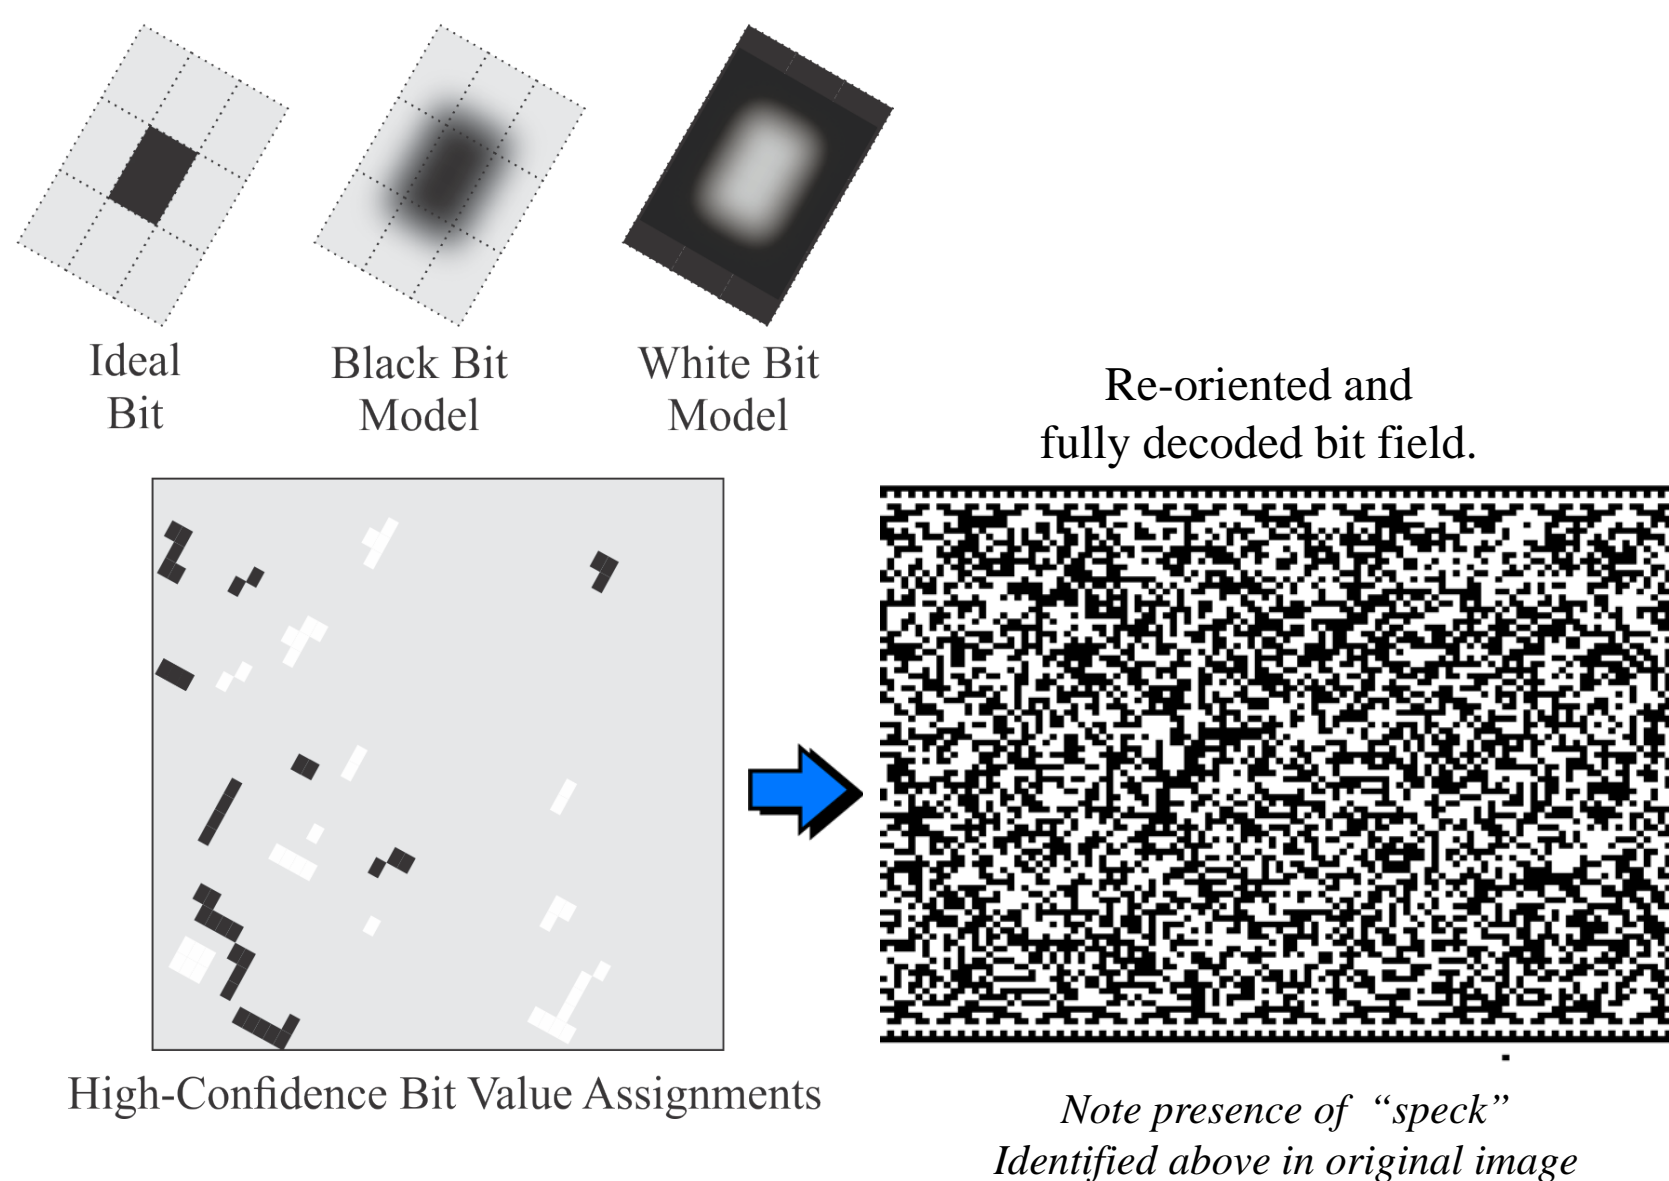 Ideal
Bit
Black Bit
Model
White Bit
Model
Re-oriented and
fully decoded bit field.
High-Confidence Bit Value Assignments
Note presence of “speck”
Identified above in original image